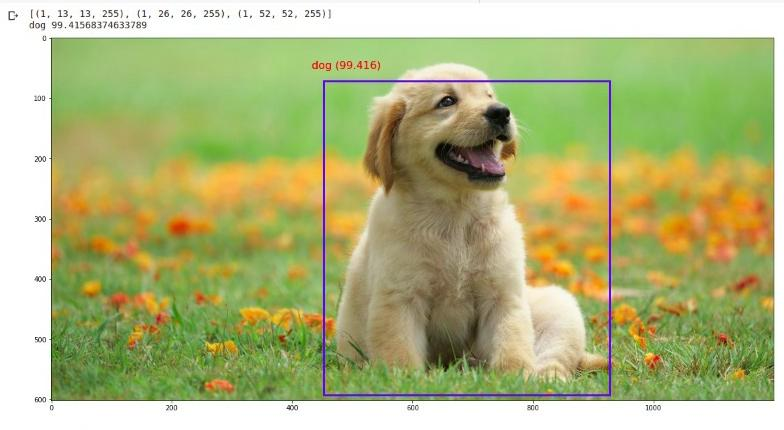 [(1, 13, 13, 255), (1, 26, 26, 255), (1, 52, 52, 255)]
dog 99.41568374633789
0
dog (99.416)
100
200
300
400
500
600
0 200 400 600 800 1000